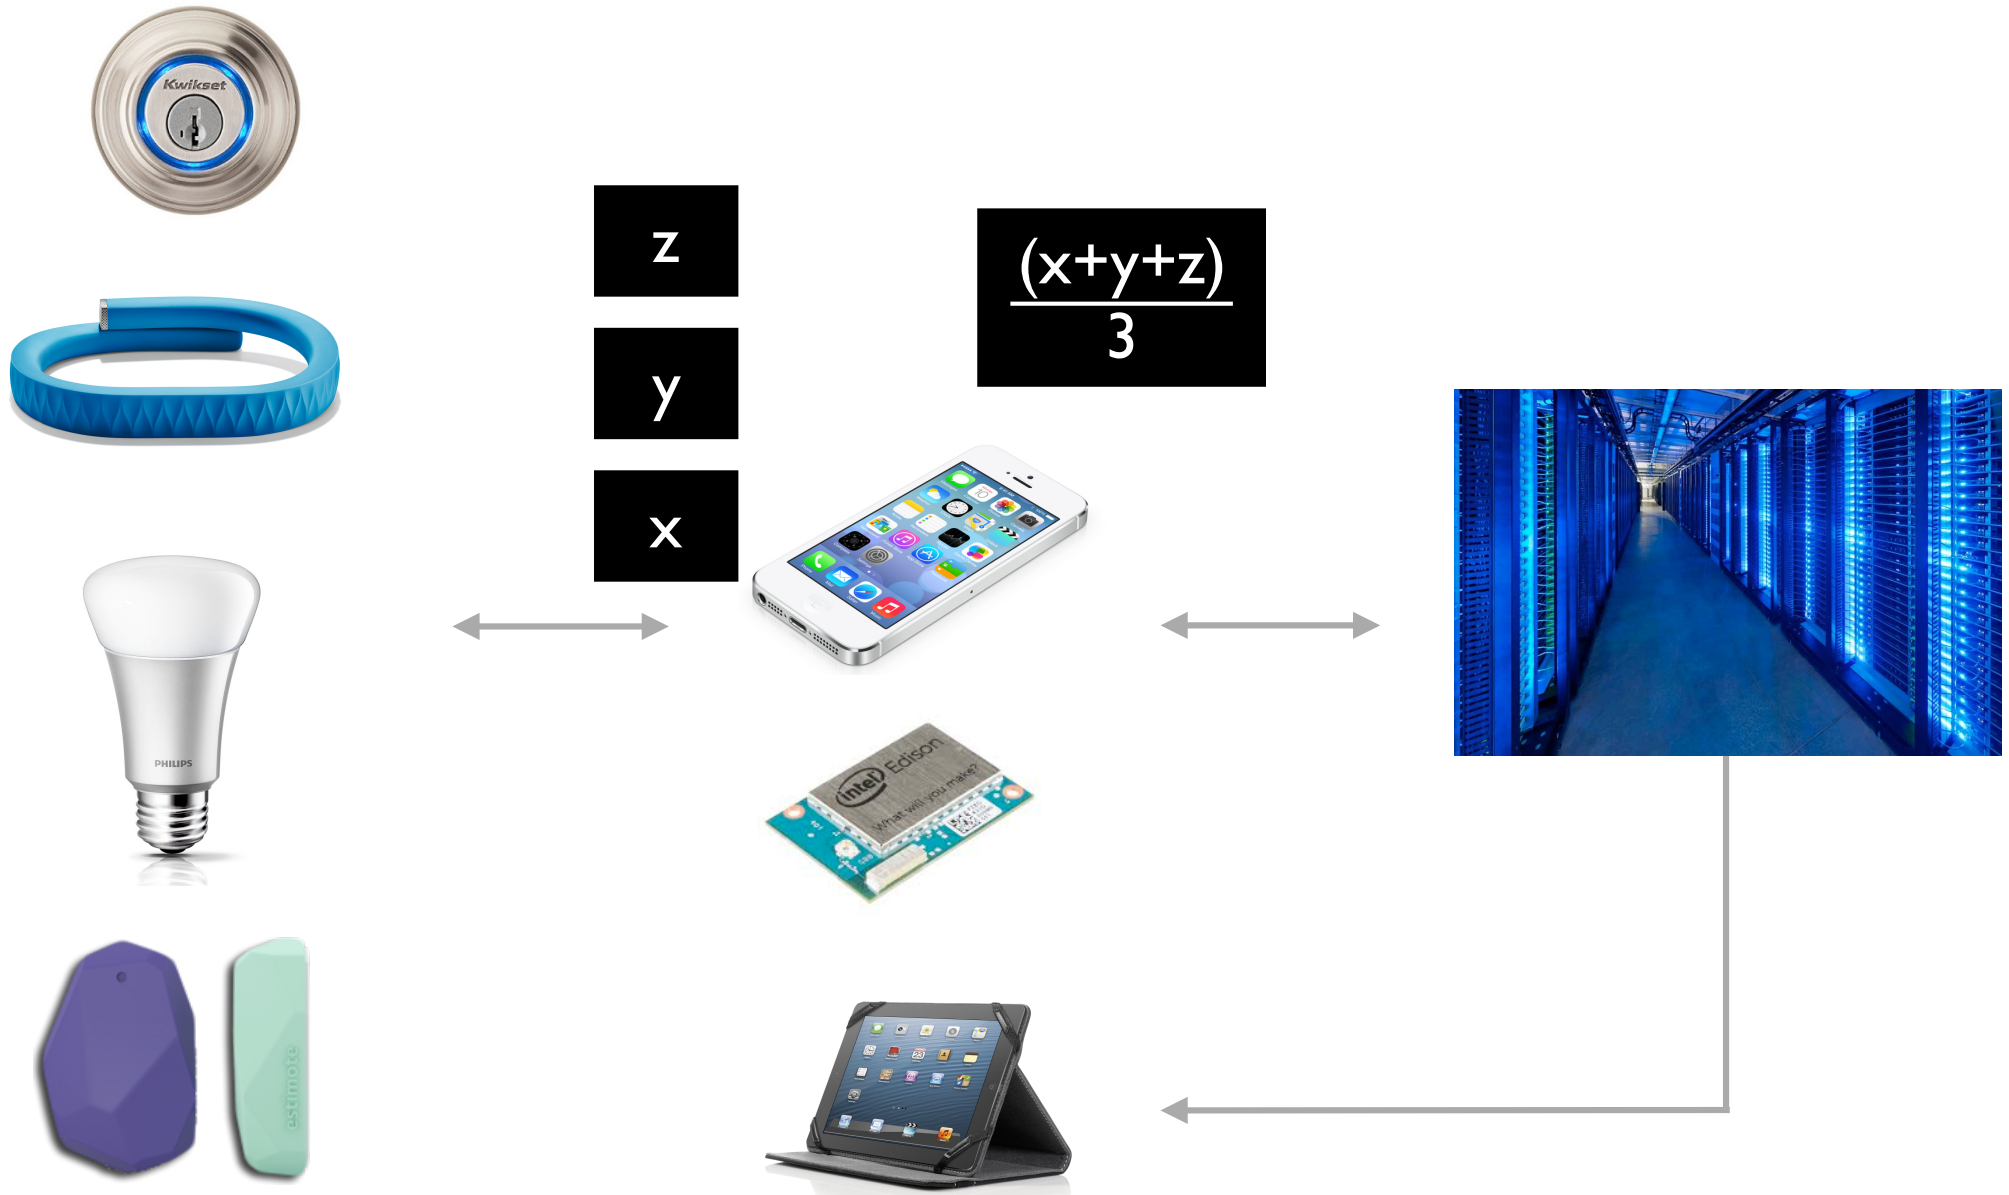 Kwikset
z
(x+y+z)
3
y
x
PHILIPS
intel Edison
What will you make?
estimote